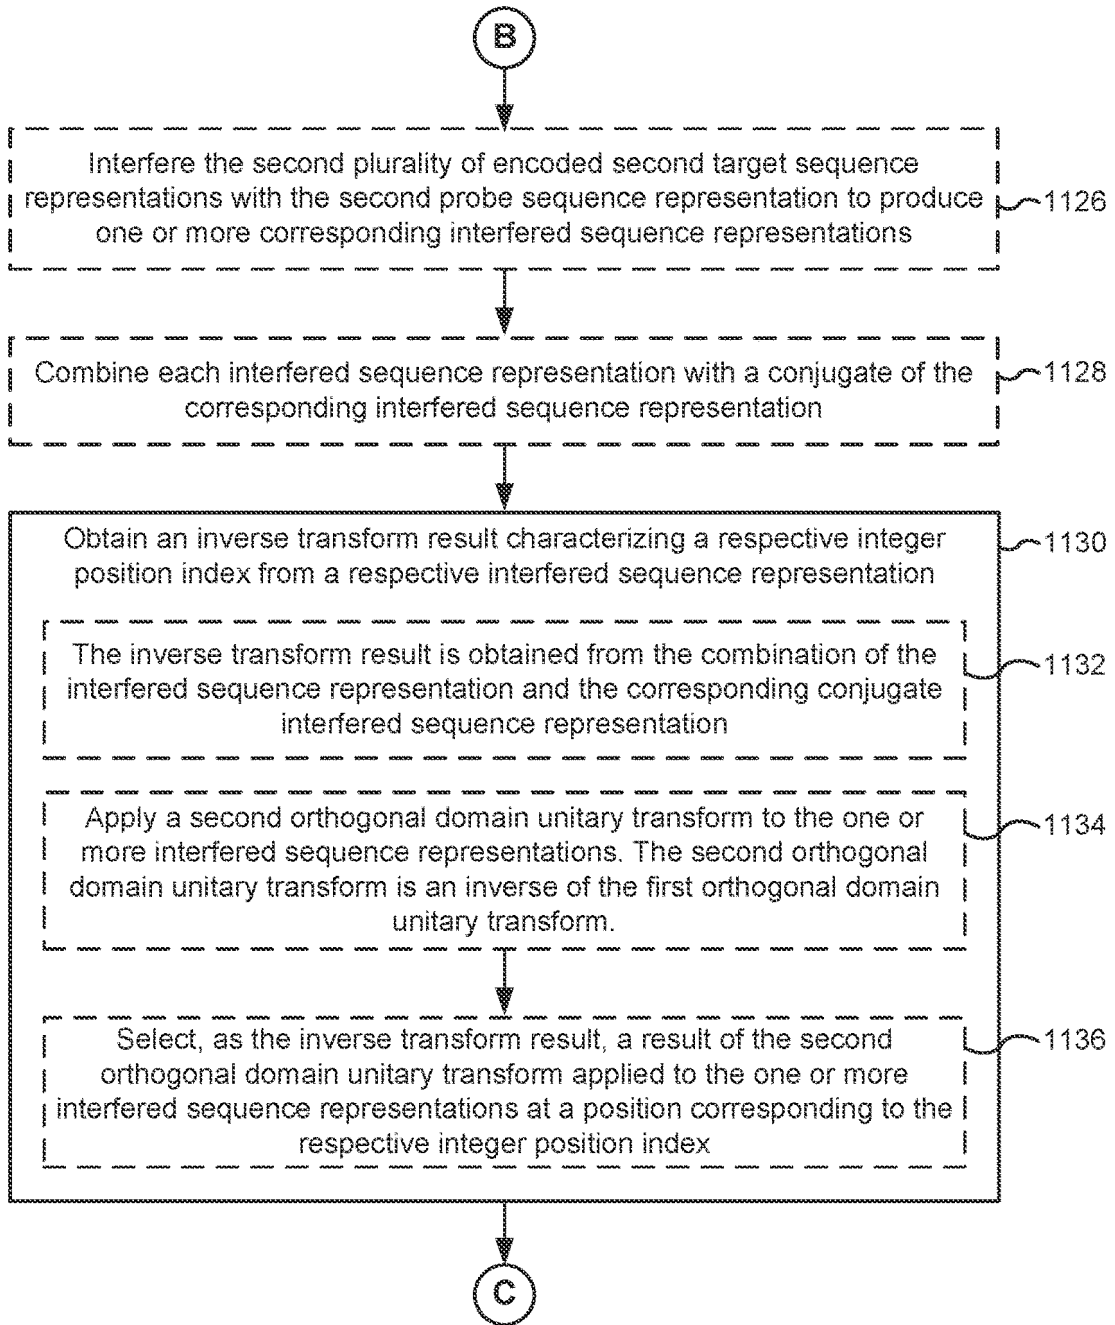 B
Interfere the second plurality of encoded second target sequence
representations with the second probe sequence representation to produce
one or more corresponding interfered sequence representations
1126
Combine each interfered sequence representation with a conjugate of the
corresponding interfered sequence representation
1128
Obtain an inverse transform result characterizing a respective integer
position index from a respective interfered sequence representation
1130
The inverse transform result is obtained from the combination of the
interfered sequence representation and the corresponding conjugate
interfered sequence representation
1132
Apply a second orthogonal domain unitary transform to the one or
more interfered sequence representations. The second orthogonal
domain unitary transform is an inverse of the first orthogonal domain
unitary transform.
1134
Select, as the inverse transform result, a result of the second
orthogonal domain unitary transform applied to the one or more
interfered sequence representations at a position corresponding to the
respective integer position index
1136
C